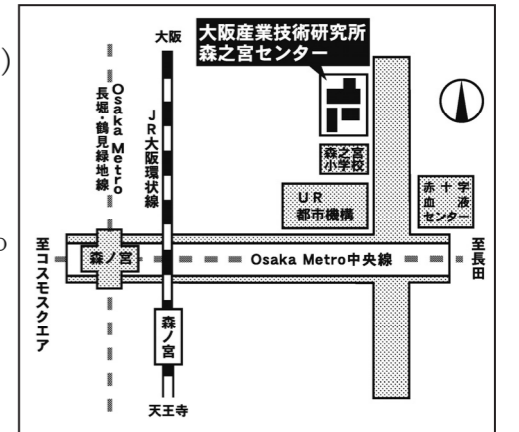 )
。
大阪
大阪産業技術研究所
森之宮センター
Osaka Metro
長堀・鶴見緑地線
JR大阪環状線
森之宮
小学校
UR
都市機構
赤十字
血液
センター
至コスモスクエア
森ノ宮
Osaka Metro中央線
至長田
森ノ宮
天王寺